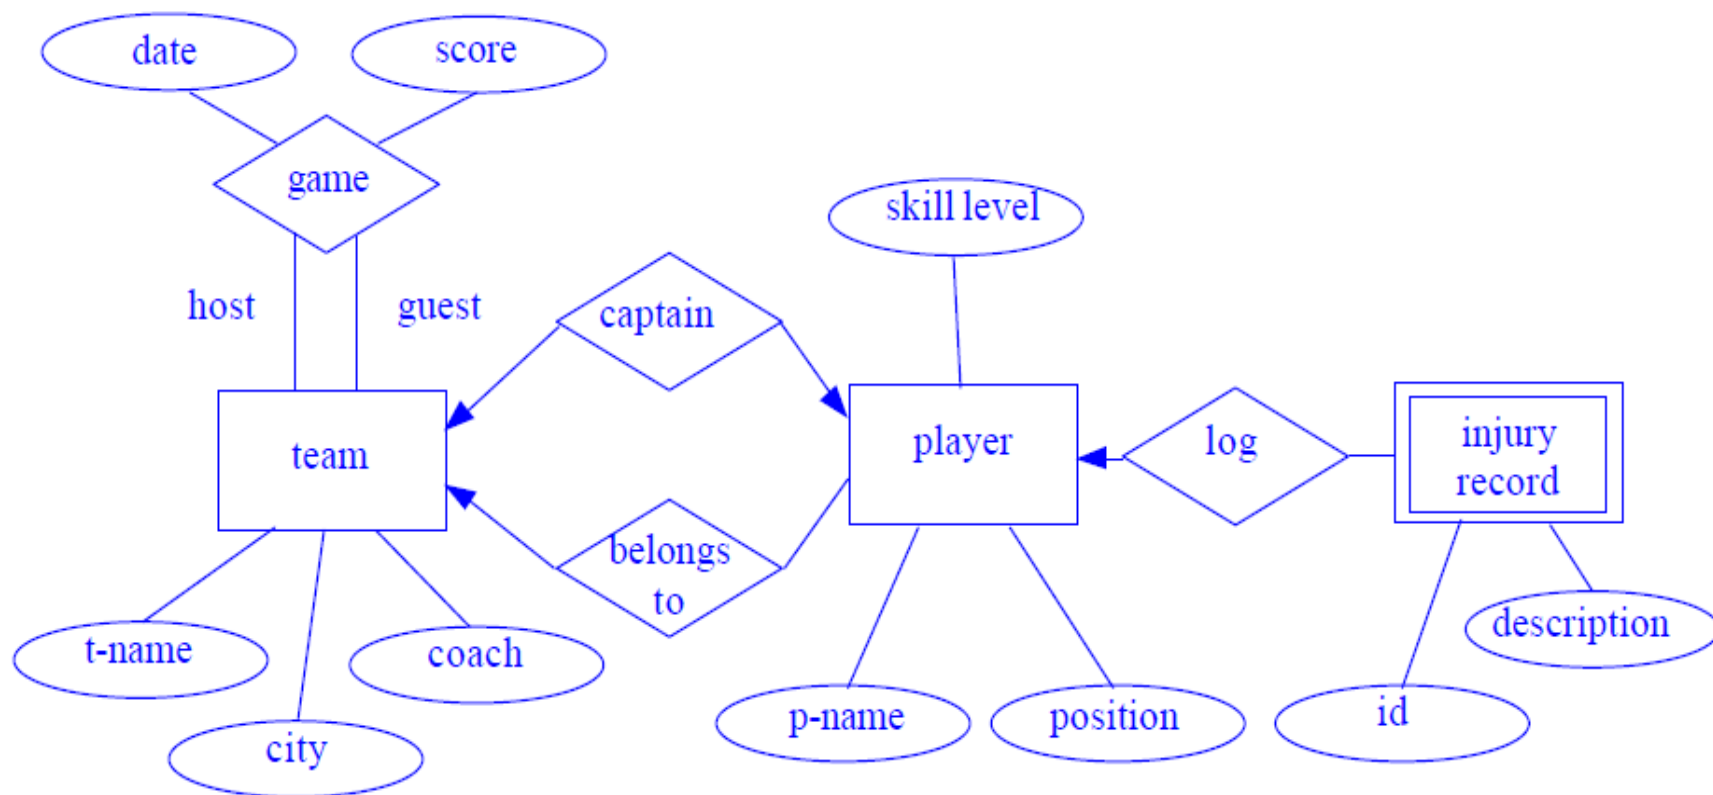 date
score
game
skill level
host
guest
captain
team
player
log
injury
record
belongs
to
t-name
coach
city
p-name
position
id
description